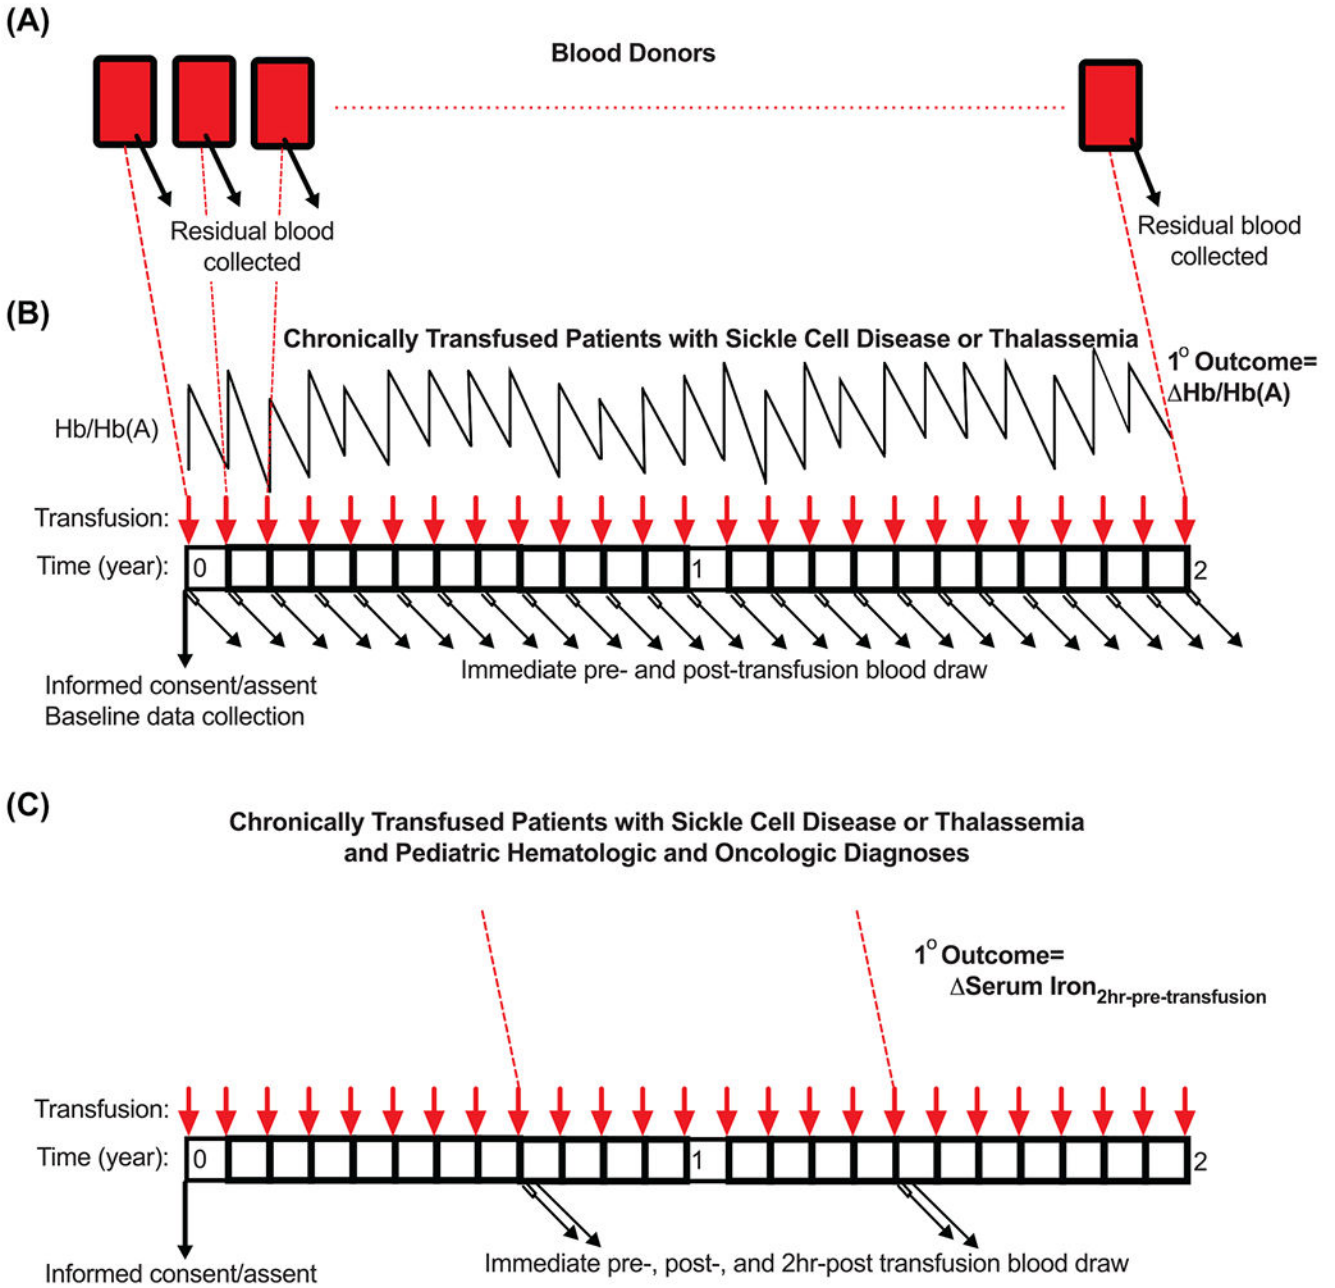 (A)
Blood Donors
Residual blood
collected
Residual blood
collected
(B)
Chronically Transfused Patients with Sickle Cell Disease or Thalassemia
1° Outcome=
ΔHb/Hb(A)
Hb/Hb(A)
Transfusion:
Time (year): 0 1 2
Immediate pre- and post-transfusion blood draw
Informed consent/assent
Baseline data collection
(C)
Chronically Transfused Patients with Sickle Cell Disease or Thalassemia
and Pediatric Hematologic and Oncologic Diagnoses
1° Outcome=
ΔSerum Iron2hr-pre-transfusion
Transfusion:
Time (year): 0 1 2
Immediate pre-, post-, and 2hr-post transfusion blood draw
Informed consent/assent